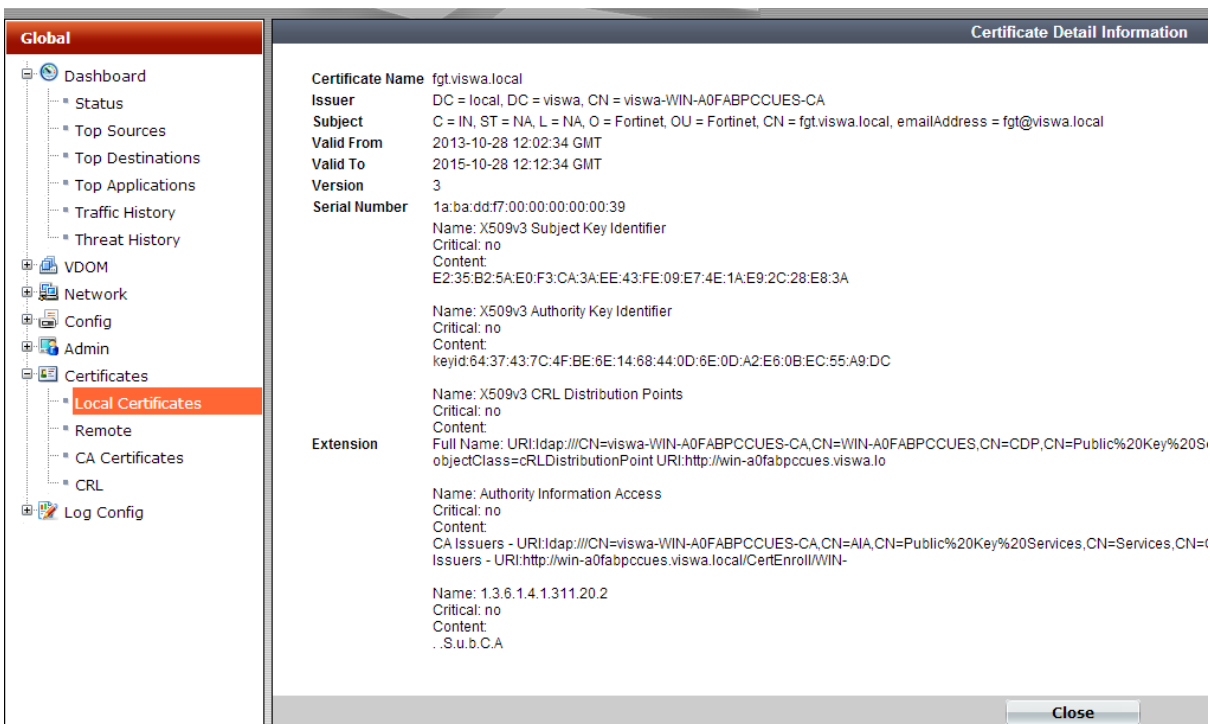 Global
Dashboard
Status
Top Sources
Top Destinations
Top Applications
Traffic History
Threat History
VDOM
Network
Config
Admin
Certificates
Local Certificates
Remote
CA Certificates
CRL
Log Config
Certificate Detail Information
Certificate Name fgt.viswa.local
Issuer DC = local, DC = viswa, CN = viswa-WIN-A0FABPCCUES-CA
Subject C = IN, ST = NA, L = NA, O = Fortinet, OU = Fortinet, CN = fgt.viswa.local, emailAddress = fgt@viswa.local
Valid From 2013-10-28 12:02:34 GMT
Valid To 2015-10-28 12:12:34 GMT
Version 3
Serial Number 1a:ba:dd:f7:00:00:00:00:00:39
Name: X509v3 Subject Key Identifier
Critical: no
Content:
E2:35:B2:5A:E0:F3:CA:3A:EE:43:FE:09:E7:4E:1A:E9:2C:28:E8:3A
Name: X509v3 Authority Key Identifier
Critical: no
Content:
keyid:64:37:43:7C:4F:BE:6E:14:68:44:0D:6E:0D:A2:E6:0B:EC:55:A9:DC
Name: X509v3 CRL Distribution Points
Critical: no
Content:
Extension Full Name: URI:ldap:///CN=viswa-WIN-A0FABPCCUES-CA,CN=WIN-A0FABPCCUES,CN=CDP,CN=Public%20Key%20S
objectClass=cRLDistributionPoint URI:http://win-a0fabpccues.viswa.lo
Name: Authority Information Access
Critical: no
Content:
CA Issuers - URI:ldap:///CN=viswa-WIN-A0FABPCCUES-CA,CN=AIA,CN=Public%20Key%20Services,CN=Services,CN=
Issuers - URI:http://win-a0fabpccues.viswa.local/CertEnroll/WIN-
Name: 1.3.6.1.4.1.311.20.2
Critical: no
Content:
. .S.u.b.C.A
Close